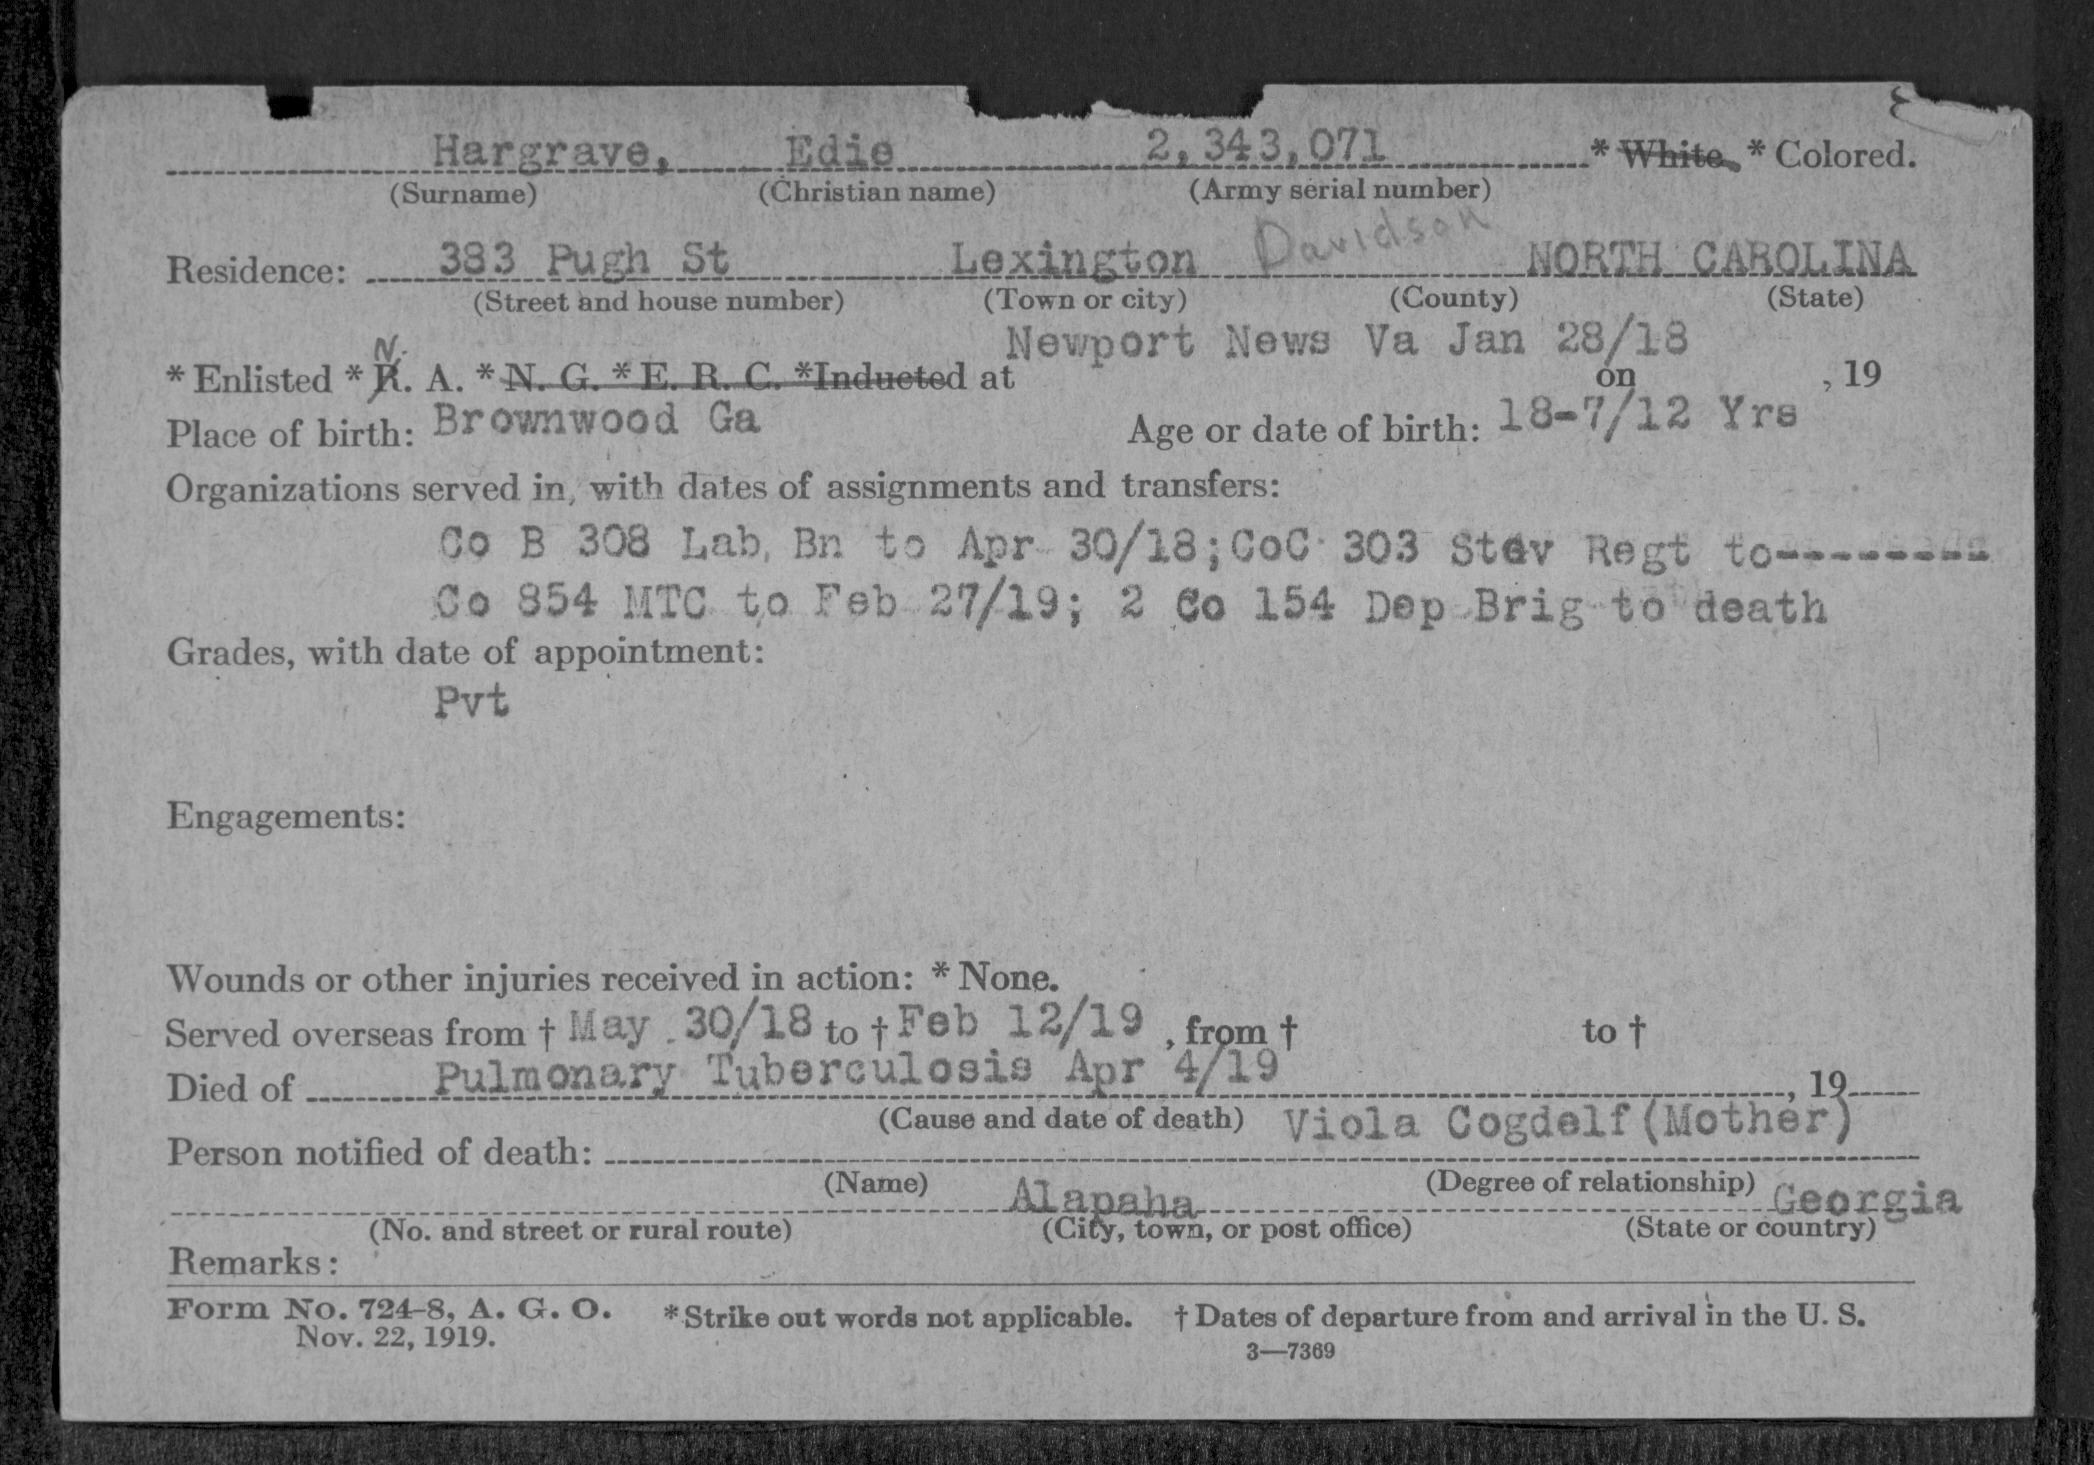 Hargrave, Edie 2,343,071 * White, * Colored.
(Surname) (Christian name) (Army serial number)
Residence: 383 Pugh St Lexington Davidson NORTH CAROLINA
(Street and house number) (Town or city) (County) (State)
Newport News Va Jan 28/18
N.
* Enlisted * R. A. * N. G. * E. R. C. *Inducted at on , 19
Place of birth: Brownwood Ga Age or date of birth: 18-7/12 Yrs
Organizations served in, with dates of assignments and transfers:
Co B 308 Lab, Bn to Apr 30/18; CoC 303 Stev Regt to--------
Co 854 MTC to Feb 27/19; 2 Co 154 Dep Brig to death
Grades, with date of appointment:
Pvt
Engagements:
Wounds or other injuries received in action: * None.
Served overseas from † May 30/18 to † Feb 12/19 , from † to †
Died of Pulmonary Tuberculosis Apr 4/19 , 19
(Cause and date of death) Viola Cogdelf (Mother)
Person notified of death:
(Name) (Degree of relationship)
Alapaha Georgia
(No. and street or rural route) (City, town, or post office) (State or country)
Remarks:
Form No. 724-8, A. G. O. * Strike out words not applicable. † Dates of departure from and arrival in the U. S.
Nov. 22, 1919. 3—7369